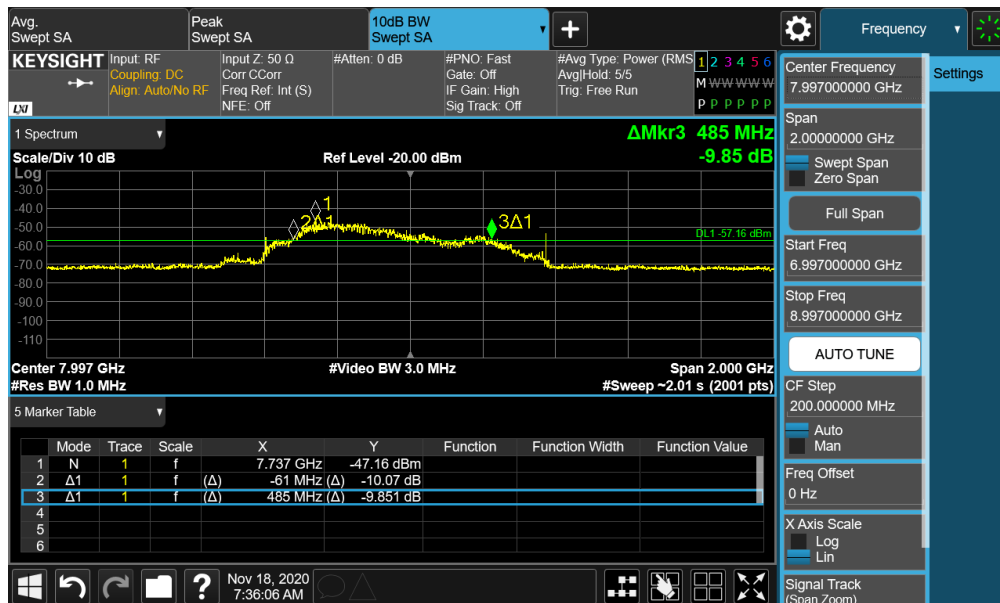 Avg.
Swept SA
Peak
Swept SA
10dB BW
Swept SA
Frequency
KEYSIGHT
LXI
Input: RF
Coupling: DC
Align: Auto/No RF
Input Z: 50 Ω
Corr CCorr
Freq Ref: Int (S)
NFE: Off
#Atten: 0 dB
#PNO: Fast
Gate: Off
IF Gain: High
Sig Track: Off
#Avg Type: Power (RMS
Avg|Hold: 5/5
Trig: Free Run
1 2 3 4 5 6
M W W W W W
P P P P P P
1 Spectrum
Scale/Div 10 dB
Ref Level -20.00 dBm
ΔMkr3 485 MHz
-9.85 dB
Log
-30.0
-40.0
-50.0
-60.0
-70.0
-80.0
-90.0
-100
-110
1
2Δ1
3Δ1
DL1 -57.16 dBm
Center 7.997 GHz
#Video BW 3.0 MHz
Span 2.000 GHz
#Res BW 1.0 MHz
#Sweep ~2.01 s (2001 pts)
5 Marker Table
Mode Trace Scale X Y Function Function Width Function Value
1 N 1 f 7.737 GHz -47.16 dBm
2 Δ1 1 f (Δ) -61 MHz (Δ) -10.07 dB
3 Δ1 1 f (Δ) 485 MHz (Δ) -9.851 dB
4
5
6
Nov 18, 2020
7:36:06 AM
?
Center Frequency
7.997000000 GHz
Span
2.00000000 GHz
Swept Span
Zero Span
Full Span
Start Freq
6.997000000 GHz
Stop Freq
8.997000000 GHz
AUTO TUNE
CF Step
200.000000 MHz
Auto
Man
Freq Offset
0 Hz
X Axis Scale
Log
Lin
Signal Track
(Span Zoom)
Settings